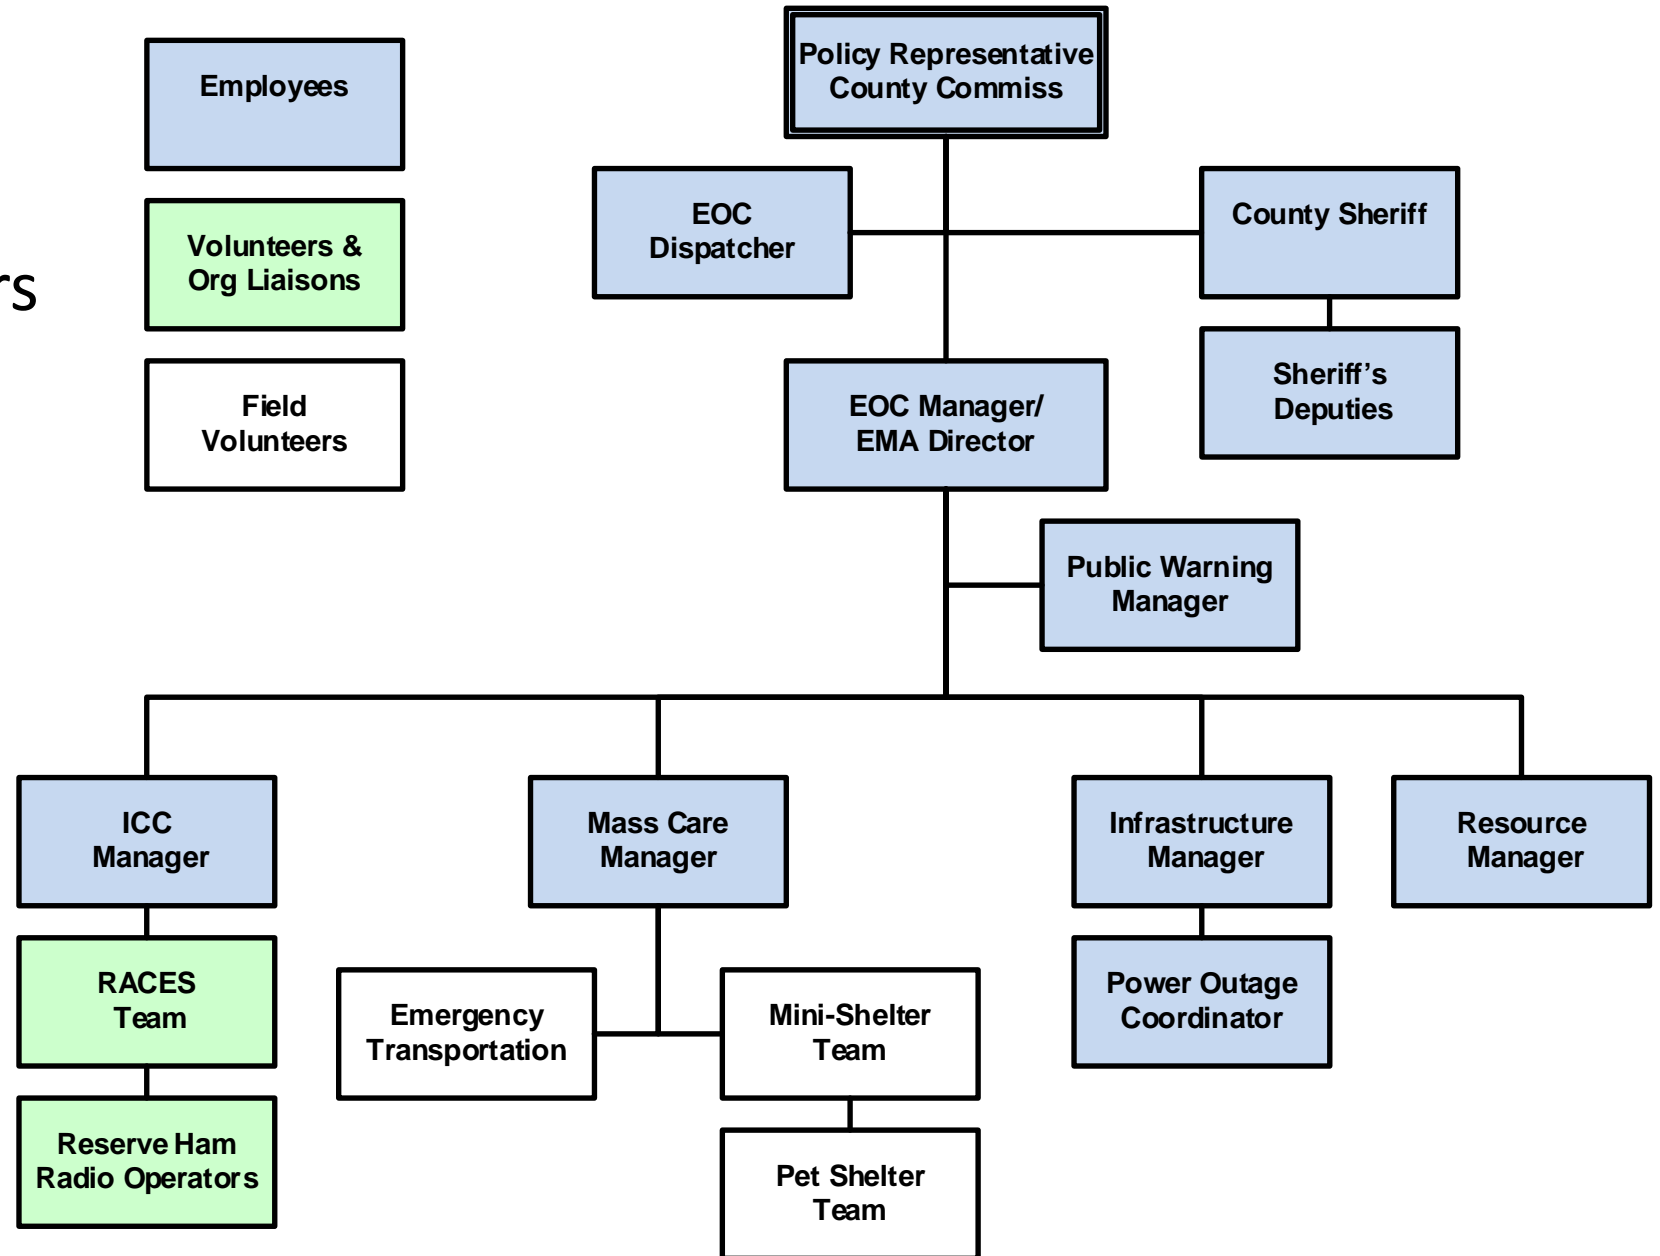 Employees
Volunteers &
Org Liaisons
rs
Field
Volunteers
Policy Representative
County Commiss
EOC
Dispatcher
County Sheriff
Sheriff’s
Deputies
EOC Manager/
EMA Director
Public Warning
Manager
ICC
Manager
Mass Care
Manager
Infrastructure
Manager
Resource
Manager
RACES
Team
Emergency
Transportation
Mini-Shelter
Team
Power Outage
Coordinator
Reserve Ham
Radio Operators
Pet Shelter
Team